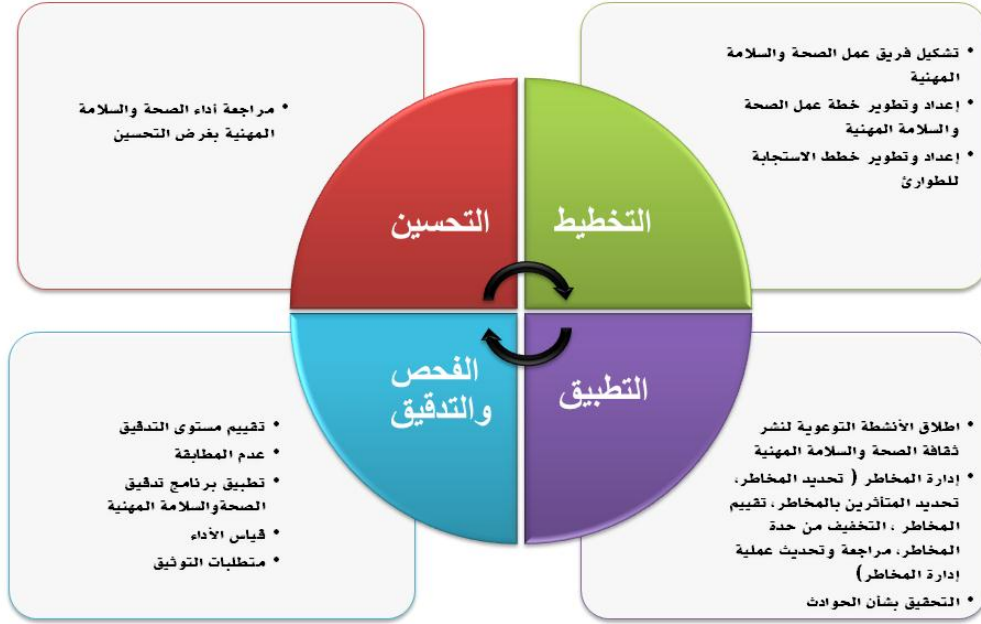 • تشكيل فريق عمل الصحة والسلامة
المهنية
• إعداد وتطوير خطة عمل الصحة
والسلامة المهنية
• إعداد وتطوير خطط الاستجابة
للطوارئ
• مراجعة أداء الصحة والسلامة
المهنية بغرض التحسين
التخطيط
التحسين
التطبيق
الفحص
والتدقيق
• اطلاق الأنشطة التوعوية لنشر
ثقافة الصحة والسلامة المهنية
• إدارة المخاطر ( تحديد المخاطر،
تحديد المتأثرين بالمخاطر، تقييم
المخاطر ، التخفيف من حدة
المخاطر، مراجعة وتحديث عملية
إدارة المخاطر)
• التحقيق بشأن الحوادث
• تقييم مستوى التدقيق
• عدم المطابقة
• تطبيق برنامج تدقيق
الصحةوالسلامة المهنية
• قياس الأداء
• متطلبات التوثيق